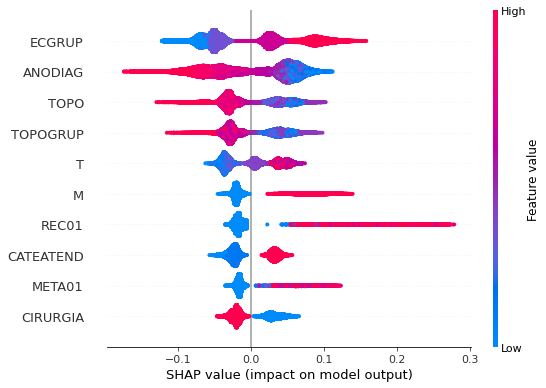 High
ECGRUP
ANODIAG
TOPO
TOPOGRUP
T
M
REC01
CATEATEND
META01
CIRURGIA
Low
Feature value
−0.1 0.0 0.1 0.2 0.3
SHAP value (impact on model output)